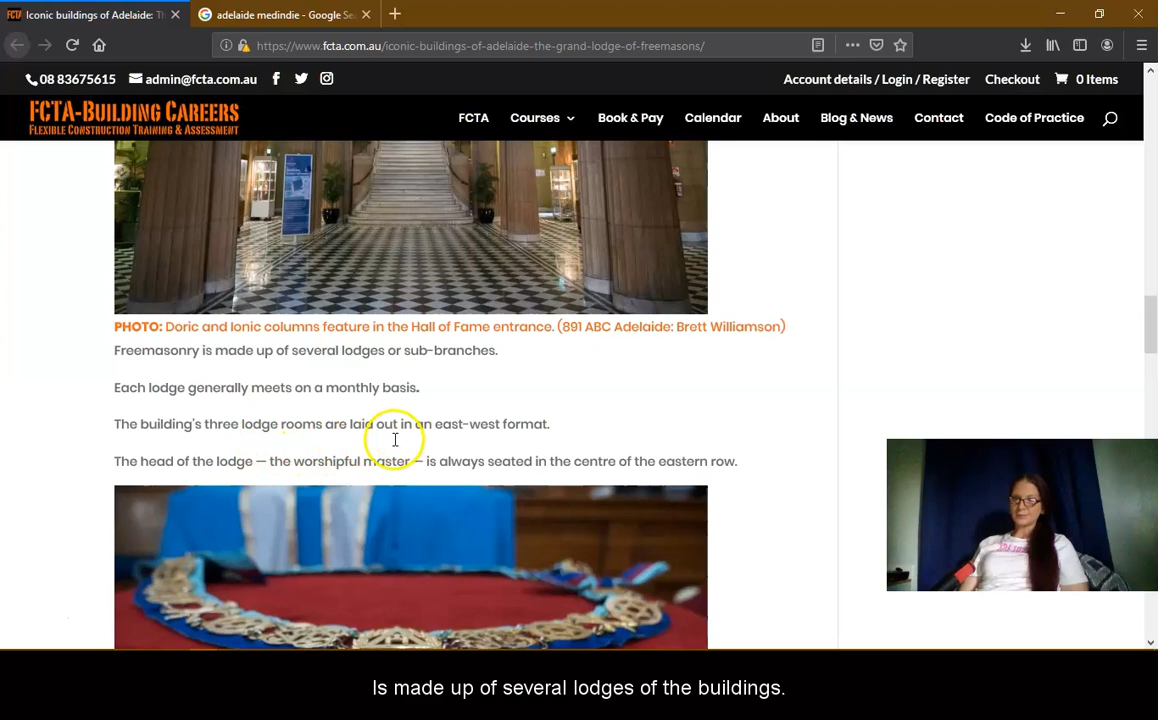 Iconic buildings of Adelaide: Th
adelaide medindie - Google Se
https://www.fcta.com.au/iconic-buildings-of-adelaide-the-grand-lodge-of-freemasons/
08 83675615 admin@fcta.com.au Account details / Login / Register Checkout 0 Items
FCTA-Building Careers
Flexible Construction Training & Assessment
FCTA Courses Book & Pay Calendar About Blog & News Contact Code of Practice
PHOTO: Doric and Ionic columns feature in the Hall of Fame entrance. (891 ABC Adelaide: Brett Williamson)
Freemasonry is made up of several lodges or sub-branches.
Each lodge generally meets on a monthly basis.
The building's three lodge rooms are laid out in an east-west format.
The head of the lodge — the worshipful master — is always seated in the centre of the eastern row.
Is made up of several lodges of the buildings.